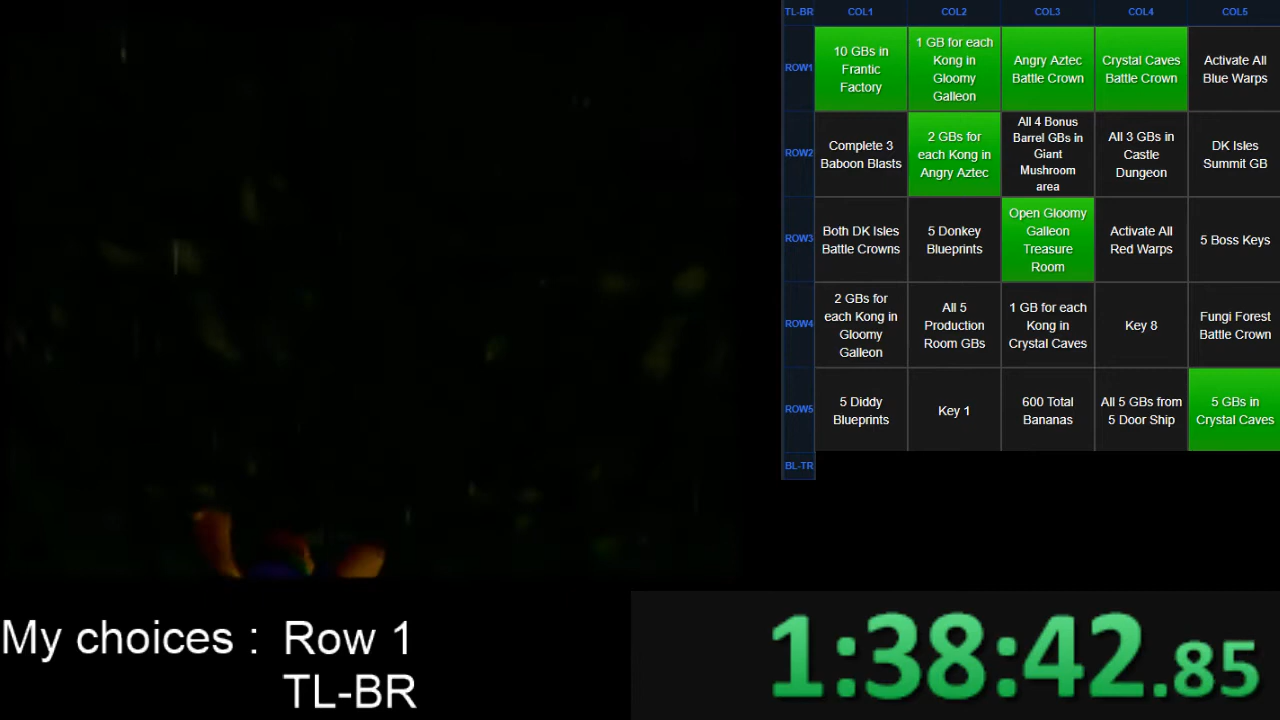 TL-BR COL1 COL2 COL3 COL4 COL5
ROW1
10 GBs in
Frantic
Factory
1 GB for each
Kong in
Gloomy
Galleon
Angry Aztec
Battle Crown
Crystal Caves
Battle Crown
Activate All
Blue Warps
ROW2
Complete 3
Baboon Blasts
2 GBs for
each Kong in
Angry Aztec
All 4 Bonus
Barrel GBs in
Giant
Mushroom
area
All 3 GBs in
Castle
Dungeon
DK Isles
Summit GB
ROW3
Both DK Isles
Battle Crowns
5 Donkey
Blueprints
Open Gloomy
Galleon
Treasure
Room
Activate All
Red Warps
5 Boss Keys
ROW4
2 GBs for
each Kong in
Gloomy
Galleon
All 5
Production
Room GBs
1 GB for each
Kong in
Crystal Caves
Key 8
Fungi Forest
Battle Crown
ROW5
5 Diddy
Blueprints
Key 1
600 Total
Bananas
All 5 GBs from
5 Door Ship
5 GBs in
Crystal Caves
BL-TR
My choices : Row 1
TL-BR
1:38:42.85